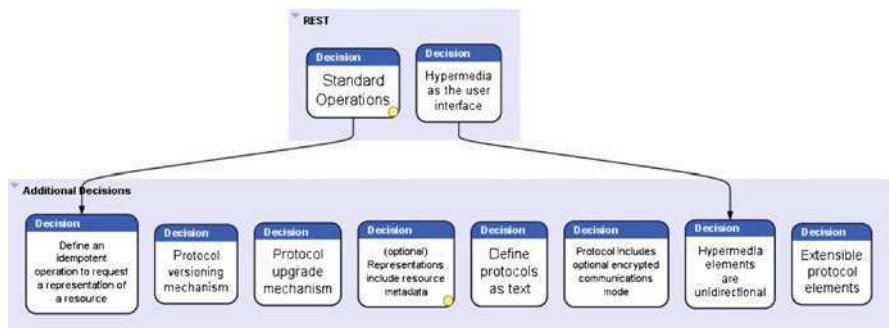 REST
Decision
Standard
Operations
Decision
Hypermedia
as the user
interface
Additional Decisions
Decision
Define an
idempotent
operation to request
a representation of
a resource
Decision
Protocol
versioning
mechanism
Decision
Protocol
upgrade
mechanism
Decision
(optional)
Representations
include resource
metadata
Decision
Define
protocols
as text
Decision
Protocol includes
optional encrypted
communications
mode
Decision
Hypermedia
elements
are
unidirectional
Decision
Extensible
protocol
elements